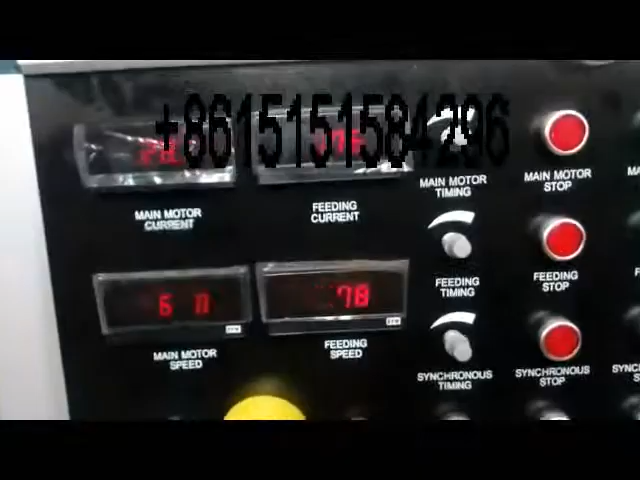 +8615151584296
MAIN MOTOR
CURRENT
FEEDING
CURRENT
MAIN MOTOR
TIMING
MAIN MOTOR
STOP
FEEDING
TIMING
FEEDING
STOP
78
MAIN MOTOR
SPEED
FEEDING
SPEED
SYNCHRONOUS
TIMING
SYNCHRONOUS
STOP